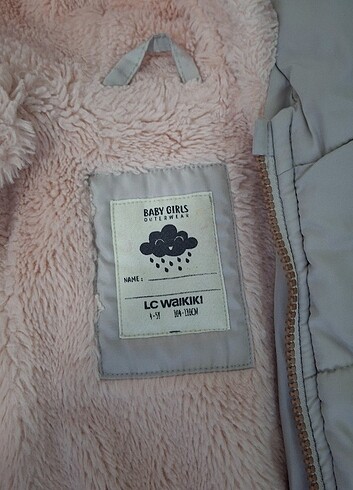 BABY GIRLS
OUTERWEAR
NAME:
LC WAIKIKI
4-5Y 104-110CM